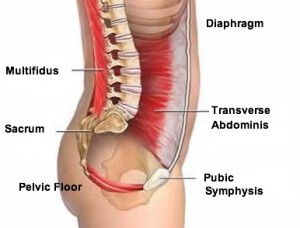 Diaphragm
Multifidus
Transverse
Abdominis
Sacrum
Pelvic Floor
Pubic
Symphysis